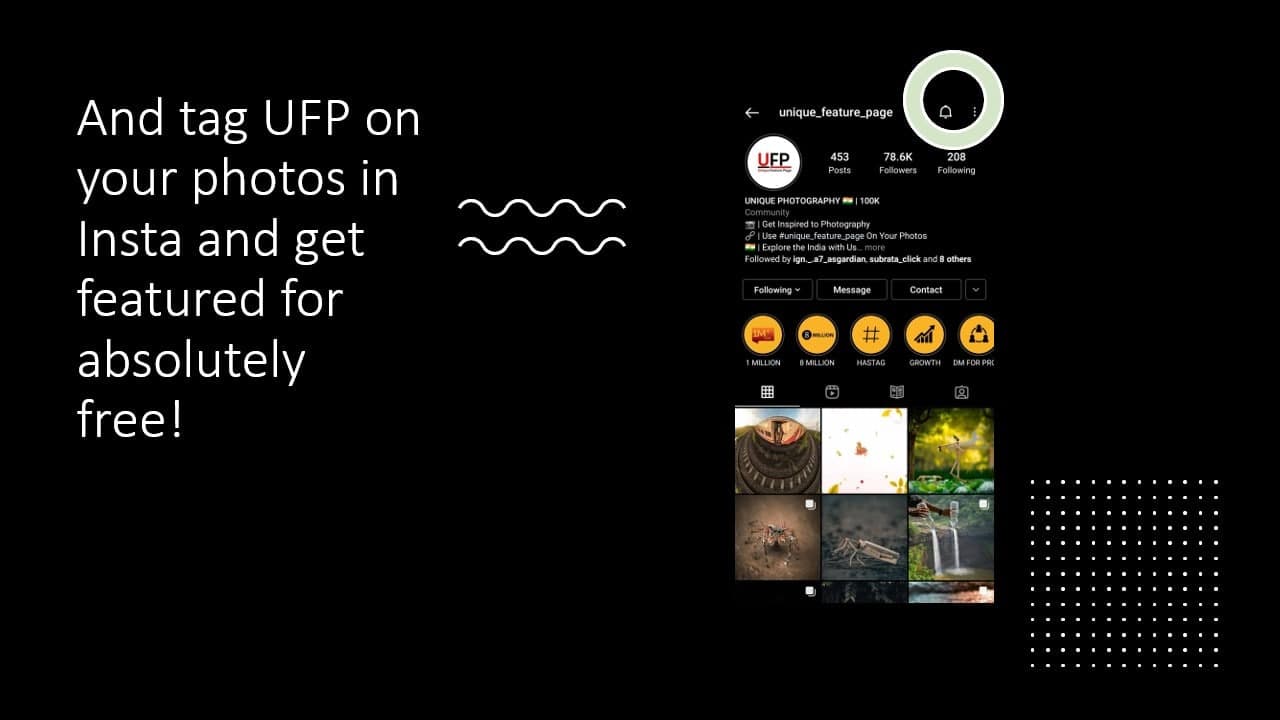 And tag UFP on
your photos in
Insta and get
featured for
absolutely
free!
unique_feature_page
UFP
453
Posts
78.6K
Followers
208
Following
UNIQUE PHOTOGRAPHY 🇮🇳 | 100K
Community
📷 | Get Inspired to Photography
🔗 | Use #unique_feature_page On Your Photos
🇮🇳 | Explore the India with Us... more
Followed by ign._.a7_asgardian, subrata_click and 8 others
Following
Message
Contact
1M+
8 MILLION
#
1 MILLION
8 MILLION
HASTAG
GROWTH
DM FOR PRO